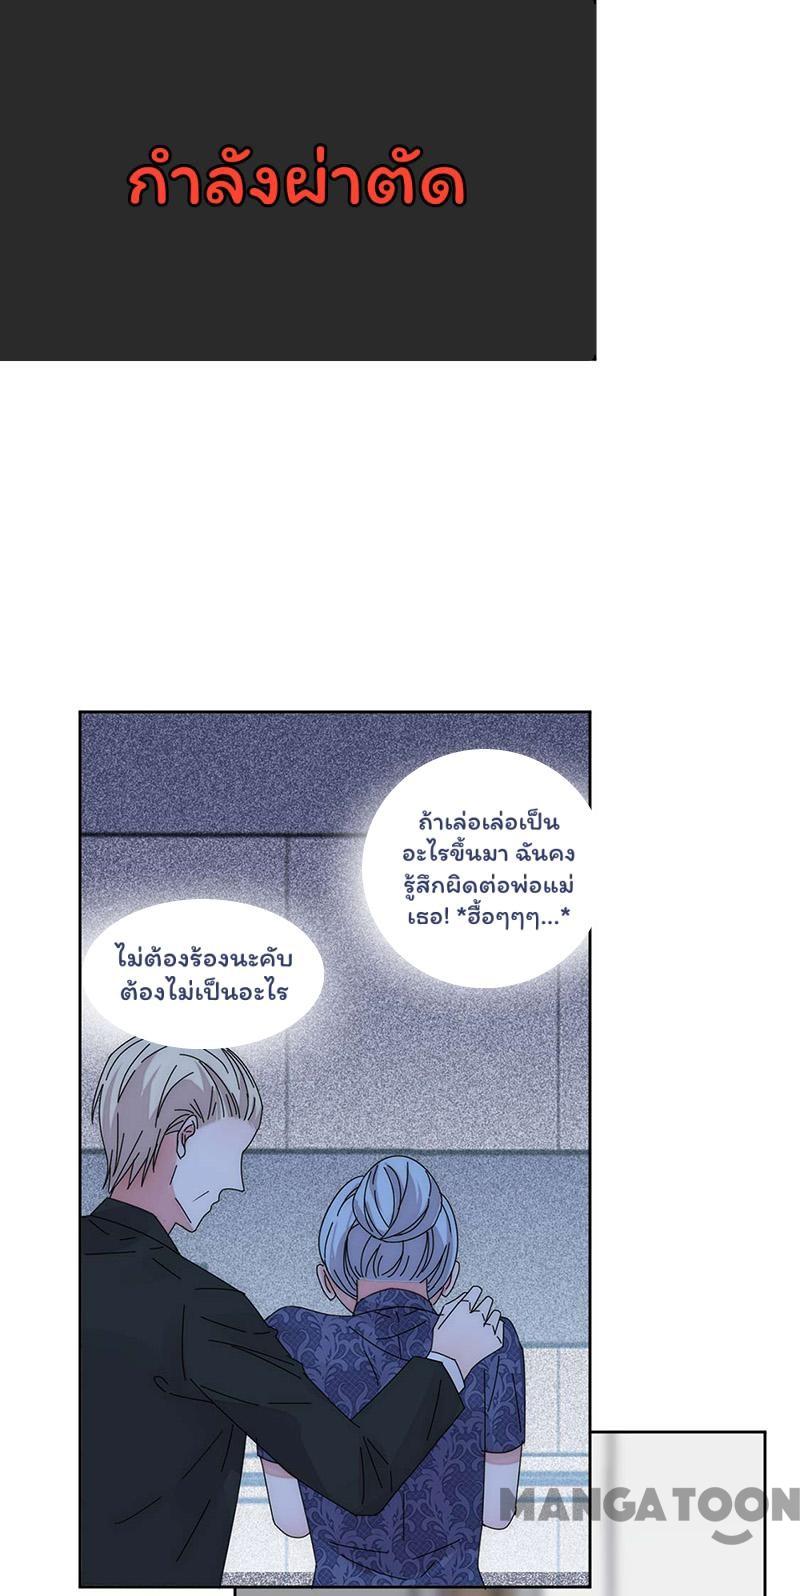 กำลังผ่าตัด
ถ้าเล่อเล่อเป็น
อะไรขึ้นมา ฉันคง
รู้สึกผิดต่อพ่อแม่
เธอ! *ฮื้อๆๆๆ...*
ไม่ต้องร้องนะคับ
ต้องไม่เป็นอะไร
MANGATOON